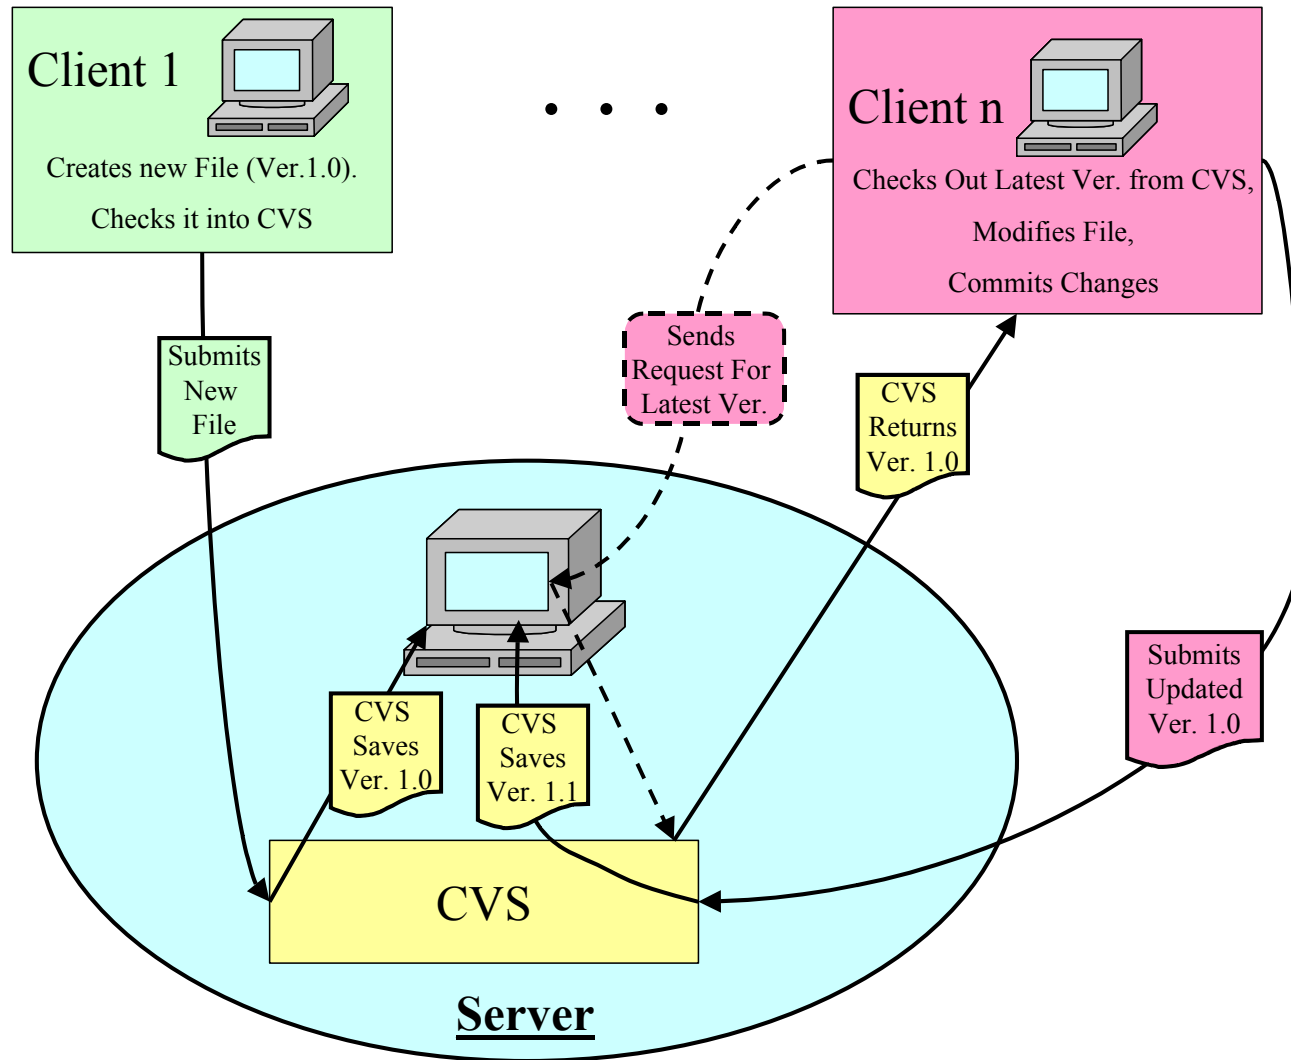 Client 1
Creates new File (Ver.1.0).
Checks it into CVS
. . .
Client n
Checks Out Latest Ver. from CVS,
Modifies File,
Commits Changes
Submits
New
File
Sends
Request For
Latest Ver.
CVS
Returns
Ver. 1.0
Submits
Updated
Ver. 1.0
CVS
Saves
Ver. 1.0
CVS
Saves
Ver. 1.1
CVS
Server